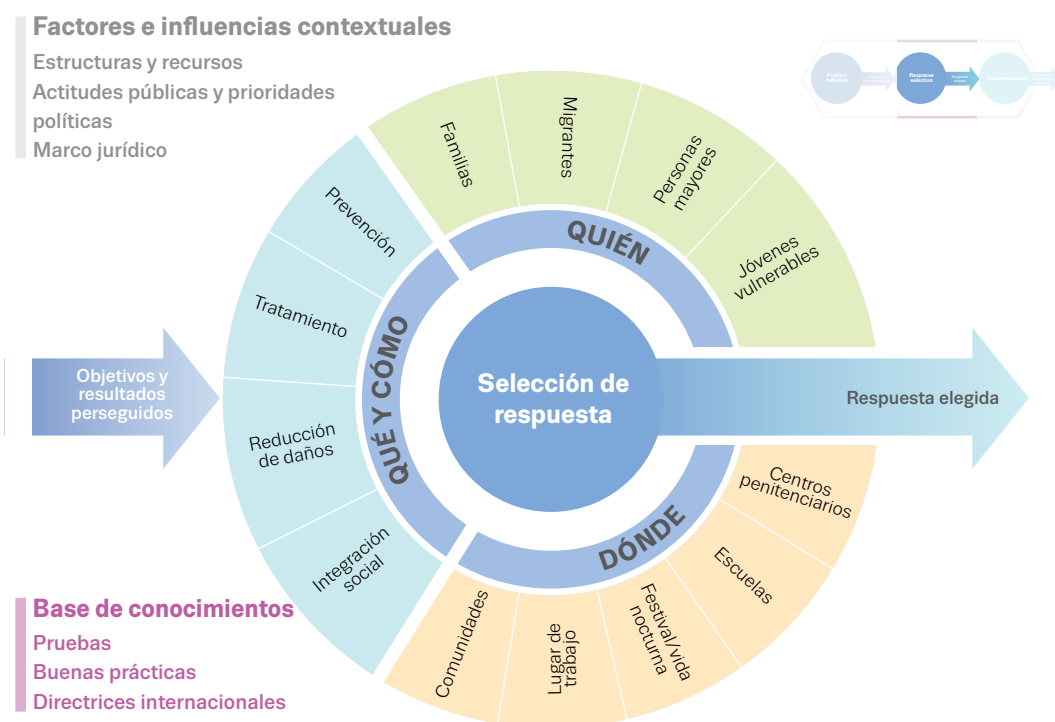 Factores e influencias contextuales
Estructuras y recursos
Actitudes públicas y prioridades
políticas
Marco jurídico
Response
selection
Familias
Migrantes
Personas
mayores
Jóvenes
vulnerables
QUIÉN
Prevención
Tratamiento
Reducción
de daños
Integración
social
QUÉ Y CÓMO
Objetivos y
resultados
perseguidos
Selección de
respuesta
Respuesta elegida
DÓNDE
Centros
penitenciarios
Escuelas
Festival/vida
nocturna
Lugar de
trabajo
Comunidades
Base de conocimientos
Pruebas
Buenas prácticas
Directrices internacionales